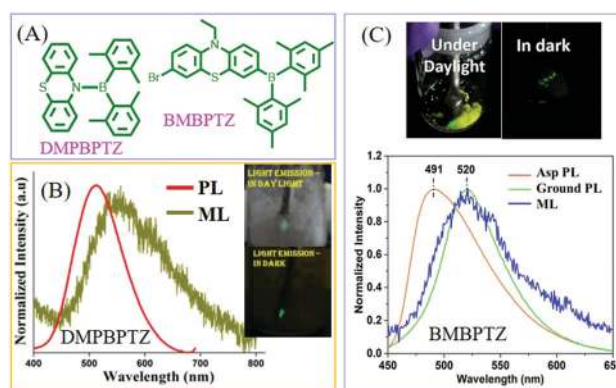 (A)
S
N
B
DMPBPTZ
Br
N
S
B
BMBPTZ
(B)
PL
ML
LIGHT EMISSION –
IN DAY LIGHT
LIGHT EMISSION –
IN DARK
Normalized Intensity (a.u)
DMPBPTZ
400 500 600 700 800
Wavelength (nm)
(C)
Under
Daylight
In dark
491 520
Asp PL
Ground PL
ML
Normalized Intensity
1.0
0.8
0.6
0.4
0.2
0.0
BMBPTZ
450 500 550 600 650
Wavelength (nm)